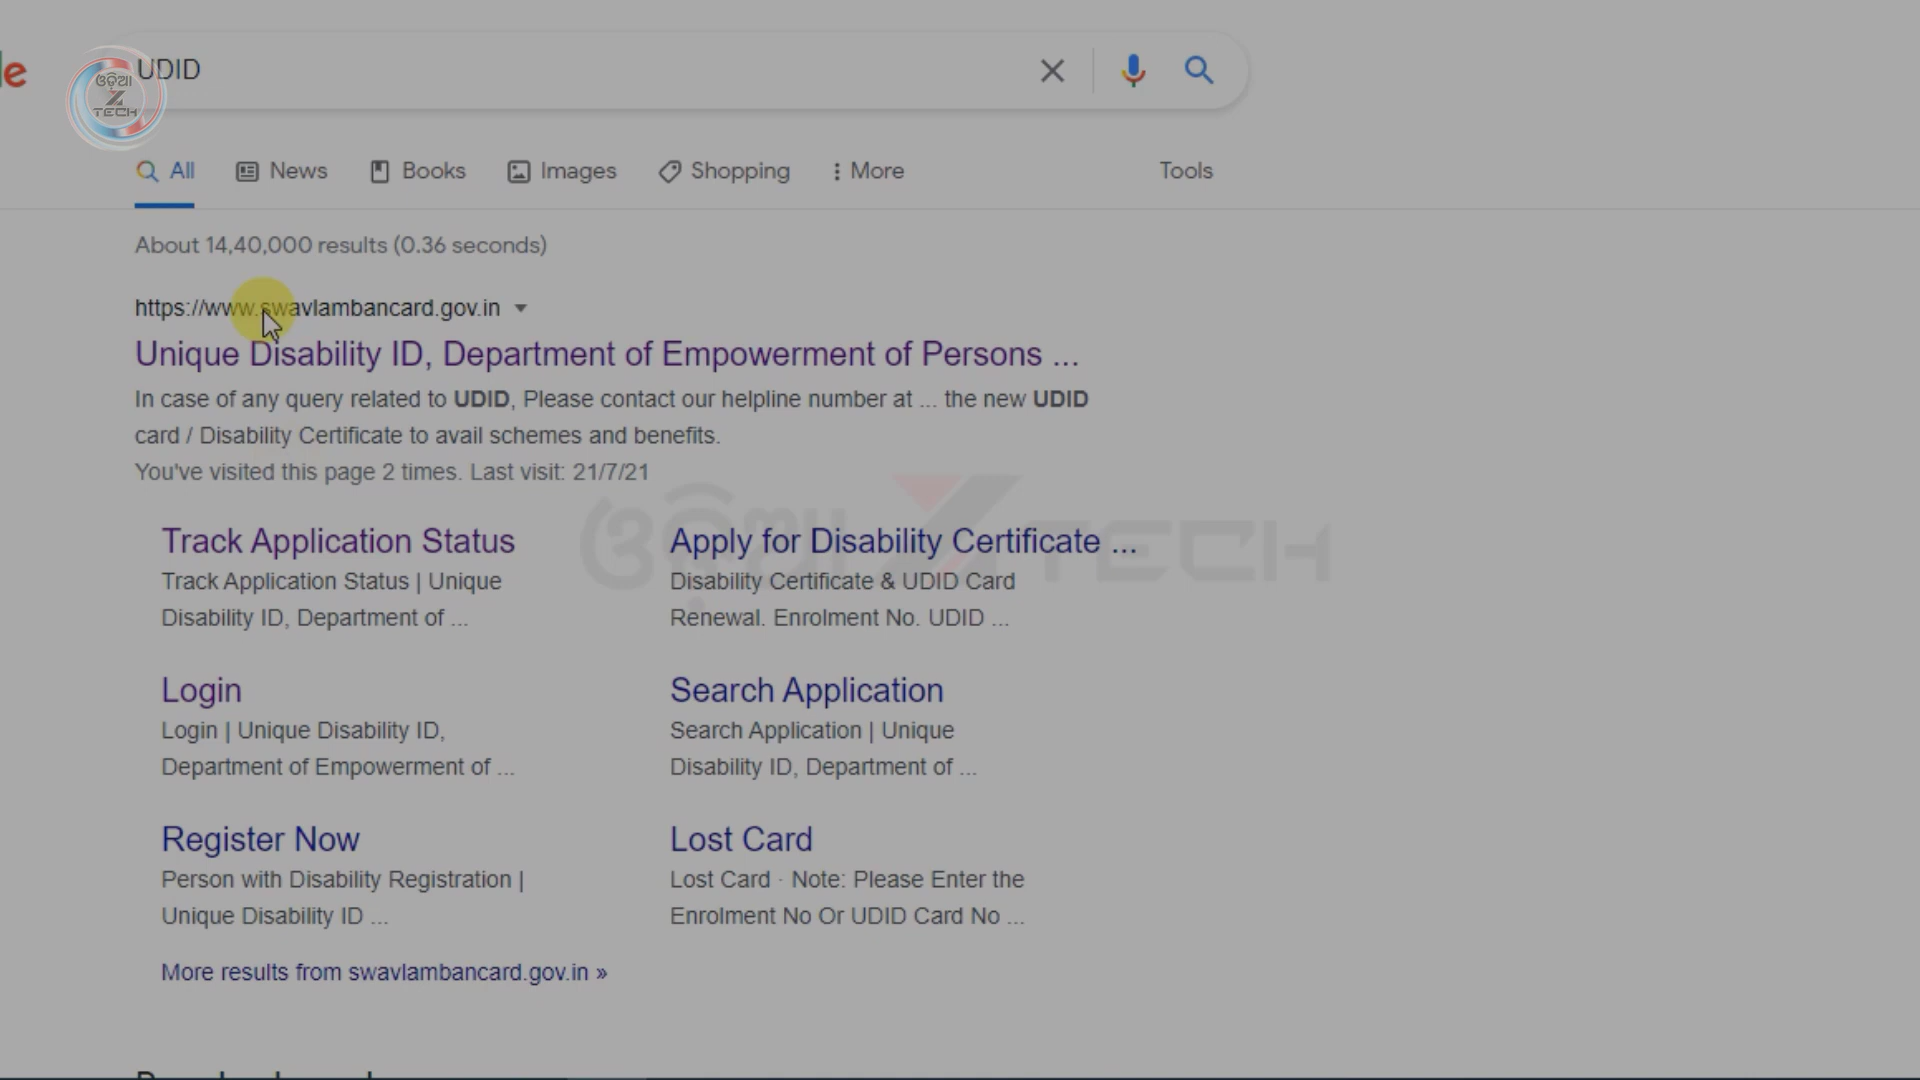 le
UDID
ଓଡ଼ିଆ
Z
TECH
All
News
Books
Images
Shopping
More
Tools
About 14,40,000 results (0.36 seconds)
https://www.swavlambancard.gov.in
Unique Disability ID, Department of Empowerment of Persons ...
In case of any query related to UDID, Please contact our helpline number at ... the new UDID
card / Disability Certificate to avail schemes and benefits.
You've visited this page 2 times. Last visit: 21/7/21
ଓଡ଼ିଆ Z TECH
Track Application Status
Track Application Status | Unique
Disability ID, Department of ...
Apply for Disability Certificate ...
Disability Certificate & UDID Card
Renewal. Enrolment No. UDID ...
Login
Login | Unique Disability ID,
Department of Empowerment of ...
Search Application
Search Application | Unique
Disability ID, Department of ...
Register Now
Person with Disability Registration |
Unique Disability ID ...
Lost Card
Lost Card · Note: Please Enter the
Enrolment No Or UDID Card No ...
More results from swavlambancard.gov.in »